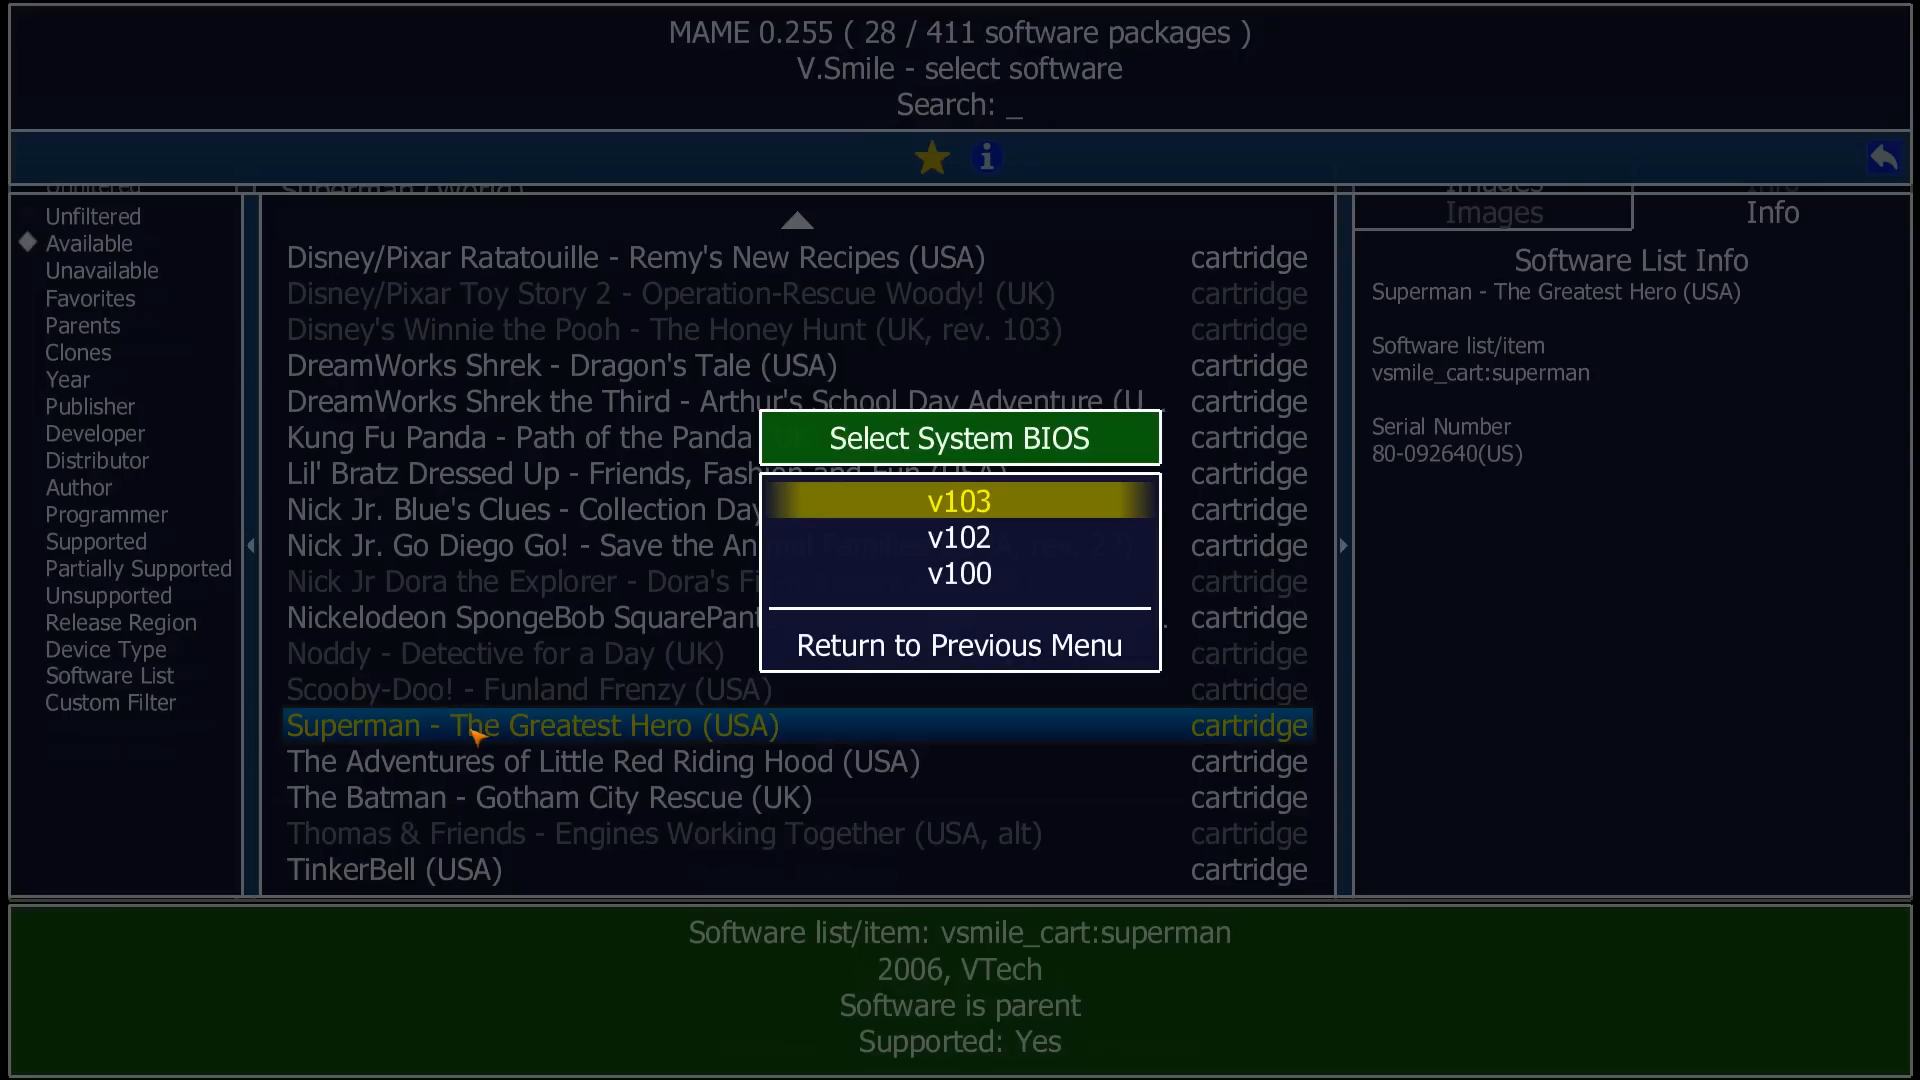 MAME 0.255 ( 28 / 411 software packages )
V.Smile - select software
Search: _
Unfiltered
Available
Unavailable
Favorites
Parents
Clones
Year
Publisher
Developer
Distributor
Author
Programmer
Supported
Partially Supported
Unsupported
Release Region
Device Type
Software List
Custom Filter
Superman (World)
Disney/Pixar Ratatouille - Remy's New Recipes (USA) cartridge
Disney/Pixar Toy Story 2 - Operation-Rescue Woody! (UK) cartridge
Disney's Winnie the Pooh - The Honey Hunt (UK, rev. 103) cartridge
DreamWorks Shrek - Dragon's Tale (USA) cartridge
DreamWorks Shrek the Third - Arthur's School Day Adventure (U... cartridge
Kung Fu Panda - Path of the Panda cartridge
Lil' Bratz Dressed Up - Friends, Fashion and Fun (USA) cartridge
Nick Jr. Blue's Clues - Collection Day cartridge
Nick Jr. Go Diego Go! - Save the Animal Families cartridge
Nick Jr Dora the Explorer - Dora's cartridge
Nickelodeon SpongeBob SquarePant cartridge
Noddy - Detective for a Day (UK) cartridge
Scooby-Doo! - Funland Frenzy (USA) cartridge
Superman - The Greatest Hero (USA) cartridge
The Adventures of Little Red Riding Hood (USA) cartridge
The Batman - Gotham City Rescue (UK) cartridge
Thomas & Friends - Engines Working Together (USA, alt) cartridge
TinkerBell (USA) cartridge
Select System BIOS
v103
v102
v100
Return to Previous Menu
Images
Info
Software List Info
Superman - The Greatest Hero (USA)
Software list/item
vsmile_cart:superman
Serial Number
80-092640(US)
Software list/item: vsmile_cart:superman
2006, VTech
Software is parent
Supported: Yes